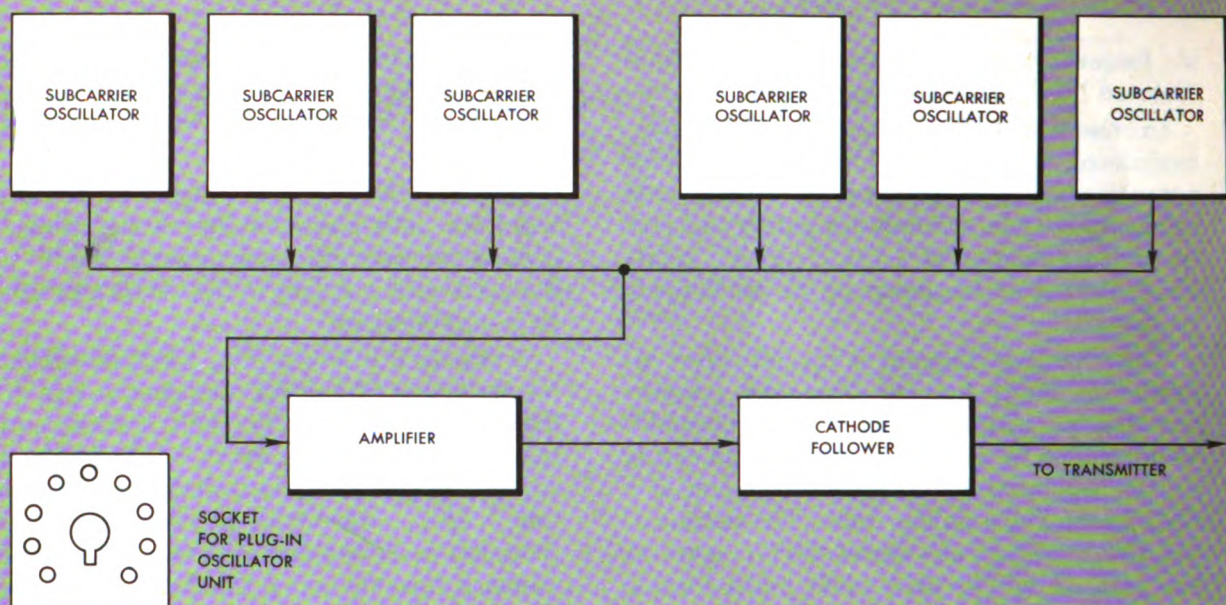 SUBCARRIER
OSCILLATOR
SUBCARRIER
OSCILLATOR
SUBCARRIER
OSCILLATOR
SUBCARRIER
OSCILLATOR
SUBCARRIER
OSCILLATOR
SUBCARRIER
OSCILLATOR
AMPLIFIER
CATHODE
FOLLOWER
TO TRANSMITTER
SOCKET
FOR PLUG-IN
OSCILLATOR
UNIT